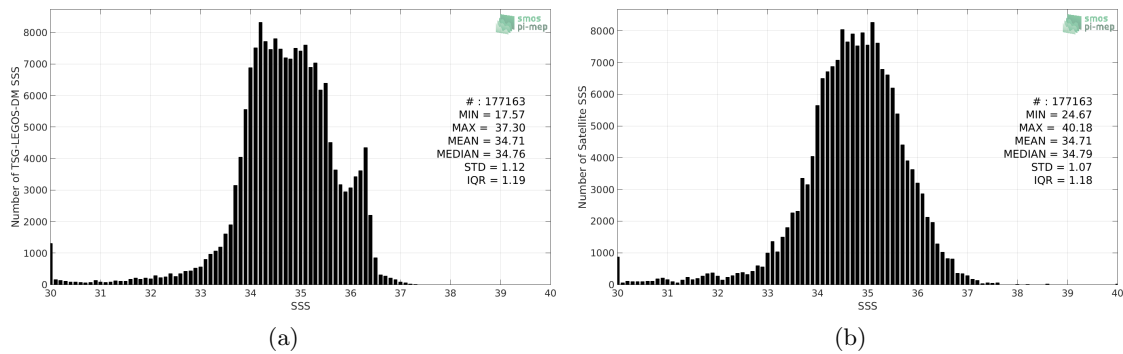 smos
pi-mep
Number of TSG-LEGOS-DM SSS
8000
7000
6000
5000
4000
3000
2000
1000
0
# : 177163
MIN = 17.57
MAX = 37.30
MEAN = 34.71
MEDIAN = 34.76
STD = 1.12
IQR = 1.19
30 31 32 33 34 35 36 37 38 39 40
SSS
(a)
smos
pi-mep
Number of Satellite SSS
8000
7000
6000
5000
4000
3000
2000
1000
0
# : 177163
MIN = 24.67
MAX = 40.18
MEAN = 34.71
MEDIAN = 34.79
STD = 1.07
IQR = 1.18
30 31 32 33 34 35 36 37 38 39 40
SSS
(b)